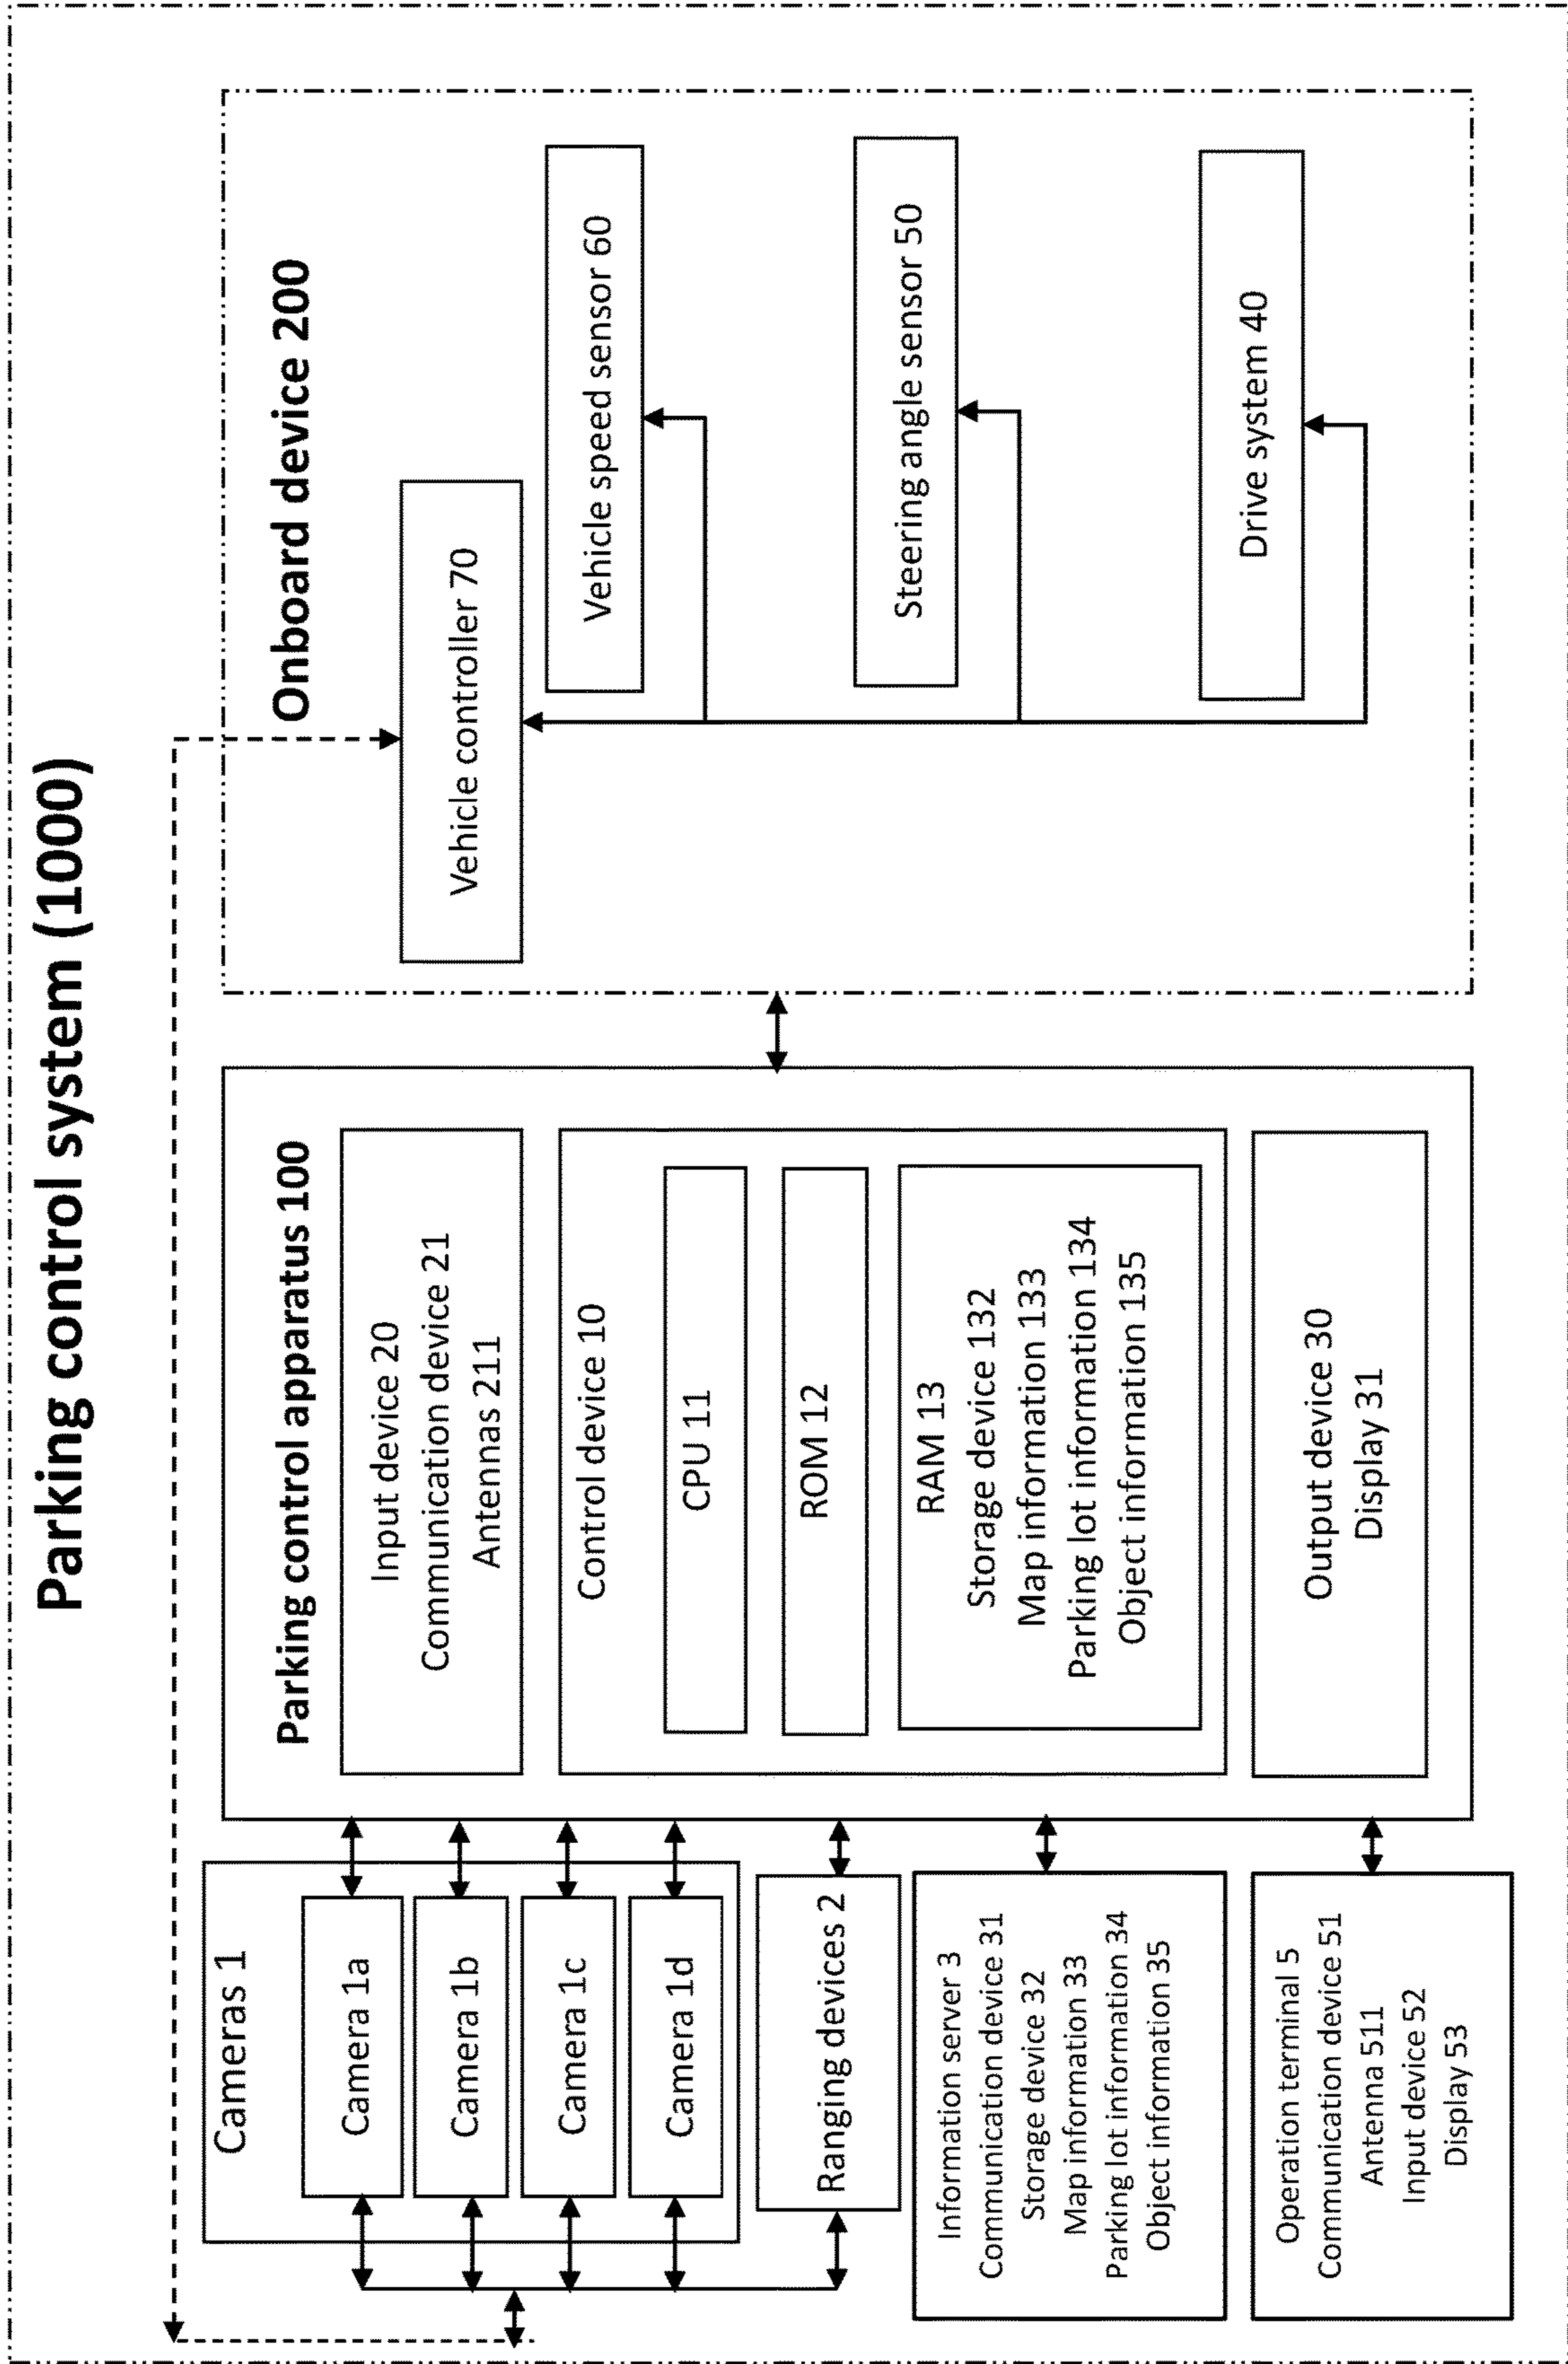 Parking control system (1000)
Cameras 1
Camera 1a
Camera 1b
Camera 1c
Camera 1d
Ranging devices 2
Information server 3
Communication device 31
Storage device 32
Map information 33
Parking lot information 34
Object information 35
Operation terminal 5
Communication device 51
Antenna 511
Input device 52
Display 53
Parking control apparatus 100
Input device 20
Communication device 21
Antennas 211
Control device 10
CPU 11
ROM 12
RAM 13
Storage device 132
Map information 133
Parking lot information 134
Object information 135
Output device 30
Display 31
Onboard device 200
Vehicle controller 70
Vehicle speed sensor 60
Steering angle sensor 50
Drive system 40